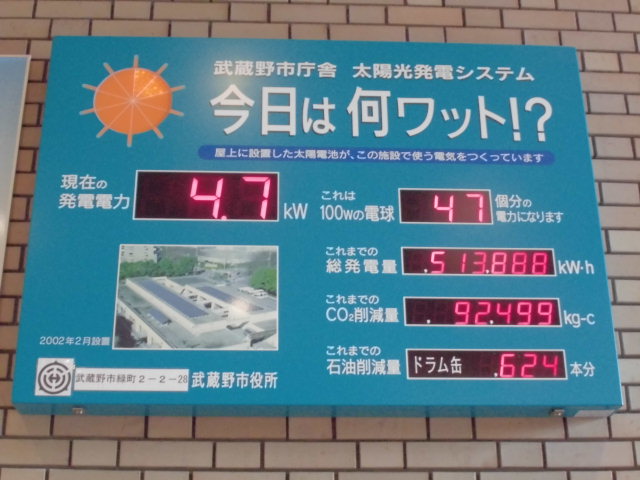 武蔵野市庁舎 太陽光発電システム
今日は何ワット!?
屋上に設置した太陽電池が、この施設で使う電気をつくっています
現在の
発電電力 4.7 kW
これは
100wの電球 47 個分の
電力になります
これまでの
総発電量 .513.888 kW·h
これまでの
CO₂削減量 . 92.499 kg-c
これまでの
石油削減量 ドラム缶 .624 本分
2002年2月設置
武蔵野市緑町2-2-28 武蔵野市役所